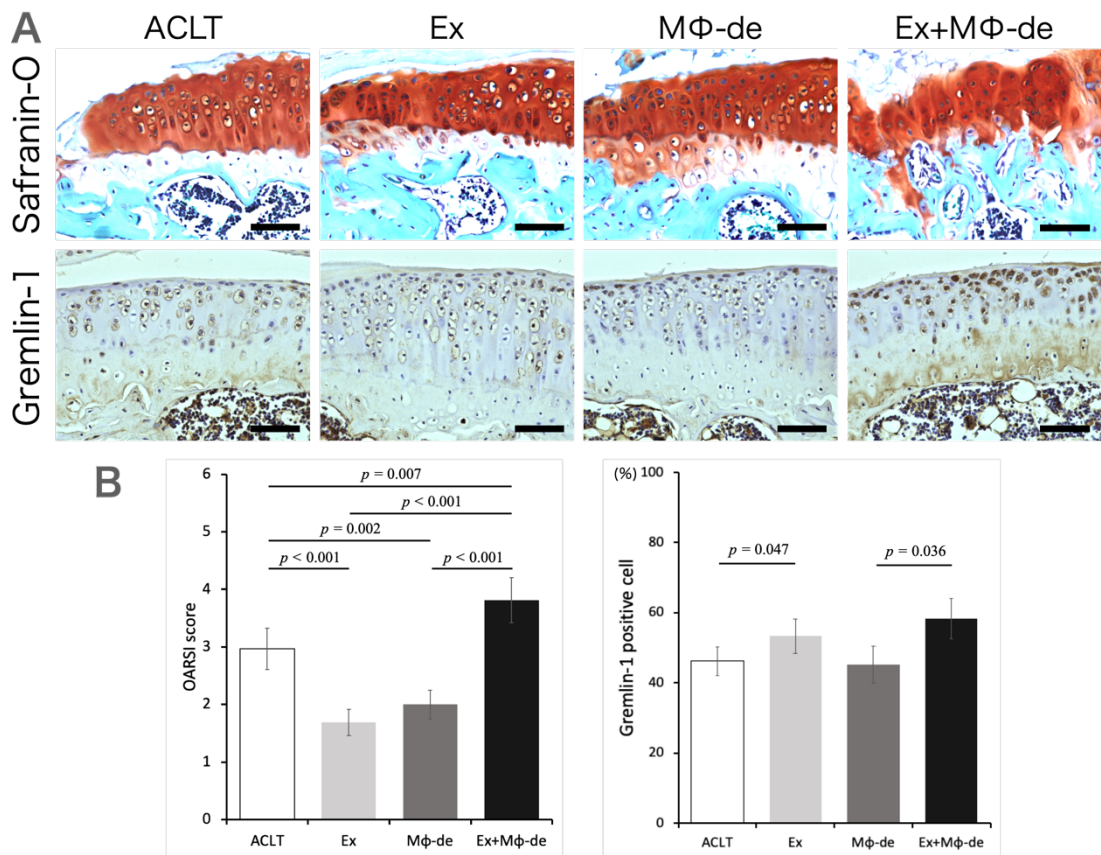 A
ACLT
Ex
MΦ-de
Ex+MΦ-de
Safranin-O
Gremlin-1
B
OARSI score
6
5
4
3
2
1
0
p = 0.007
p < 0.001
p = 0.002
p < 0.001
p < 0.001
ACLT
Ex
Mφ-de
Ex+Mφ-de
Gremlin-1 positive cell
(%)
100
80
60
40
20
0
p = 0.047
p = 0.036
ACLT
Ex
Mφ-de
Ex+Mφ-de